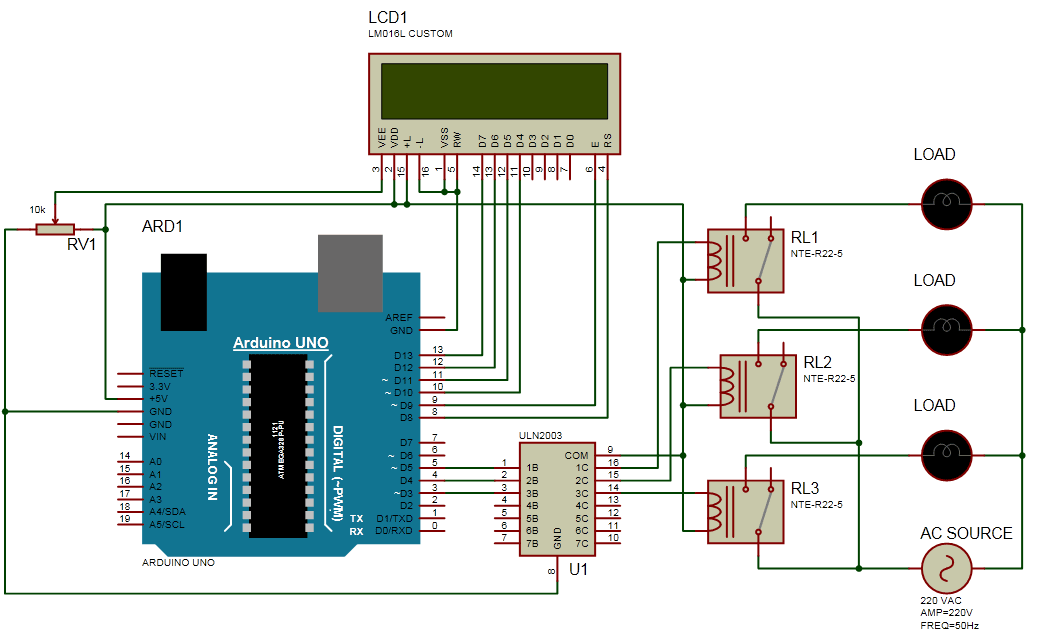 LCD1
LM016L CUSTOM
VEE
VDD
+L
-L
VSS
RW
D7
D6
D5
D4
D3
D2
D1
D0
E
RS
3
2
15
16
1
5
14
13
12
11
10
9
8
7
6
4
10k
RV1
ARD1
Arduino UNO
AREF
GND
RESET
3.3V
+5V
GND
GND
VIN
14 A0
15 A1
16 A2
17 A3
18 A4/SDA
19 A5/SCL
ANALOG IN
1121
DIGITAL (~PWM)
D13 13
D12 12
~ D11 11
~ D10 10
~ D9 9
D8 8
D7 7
~ D6 6
~ D5 5
D4 4
~D3 3
D2 2
TX D1/TXD 1
RX D0/RXD 0
ARDUINO UNO
ULN2003
1 1B
2 2B
3 3B
4 4B
5 5B
6 6B
7 7B
COM 9
1C 16
2C 15
3C 14
4C 13
5C 12
6C 11
7C 10
GND
8
U1
RL1
NTE-R22-5
RL2
NTE-R22-5
RL3
NTE-R22-5
LOAD
LOAD
LOAD
AC SOURCE
220 VAC
AMP=220V
FREQ=50Hz